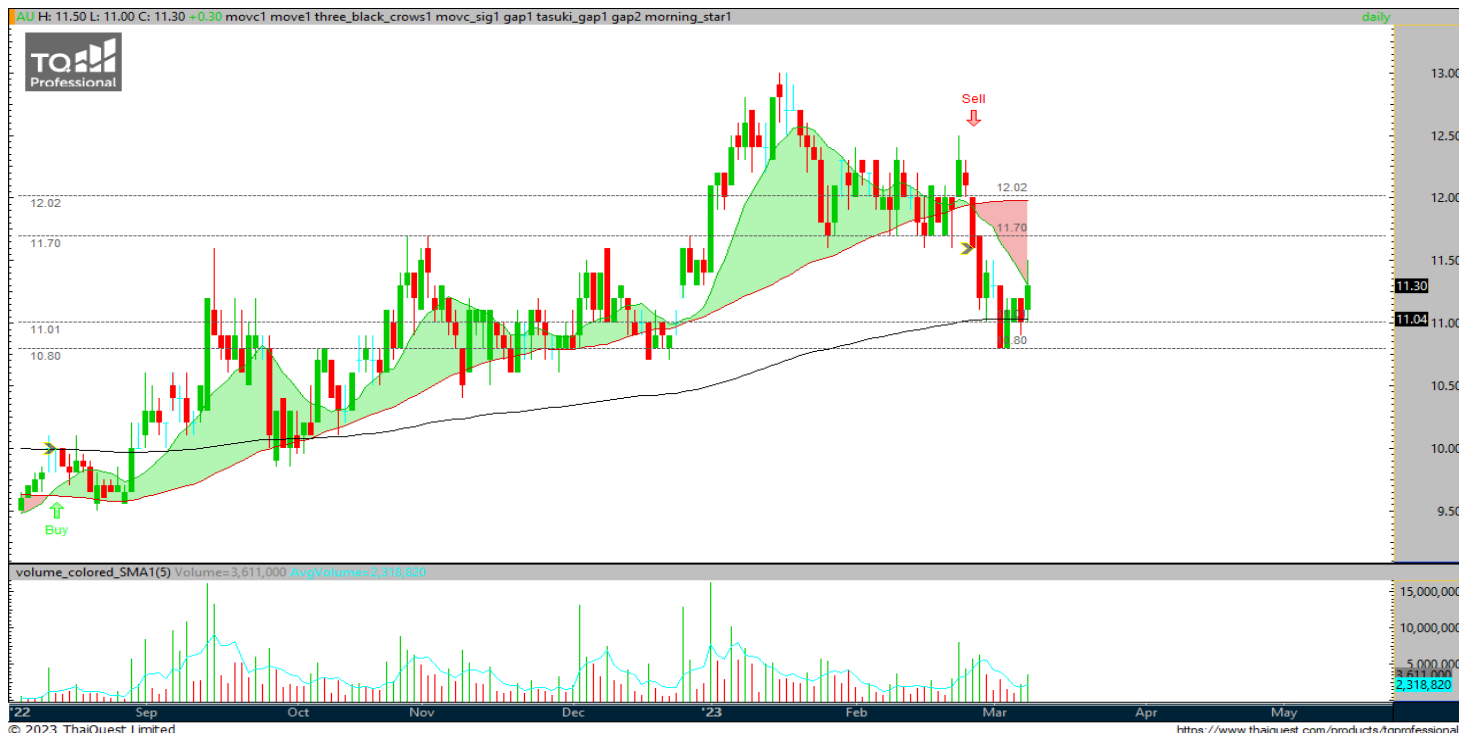 AU H: 11.50 L: 11.00 C: 11.30 +0.30 movc1 move1 three_black_crows1 movc_sig1 gap1 tasuki_gap1 gap2 morning_star1 daily
TQ
Professional
13.00
Sell
12.50
12.02
12.02
12.00
11.70
11.70
11.50
11.30
11.04
11.01
11.00
10.80
.80
10.50
10.00
9.50
Buy
volume_colored_SMA1(5) Volume=3,611,000 AvgVolume=2,318,820
15,000,000
10,000,000
5,000,000
3,611,000
2,318,820
'22 Sep Oct Nov Dec '23 Feb Mar Apr May
© 2023 ThaiQuest Limited https://www.thaiquest.com/products/tqprofessional